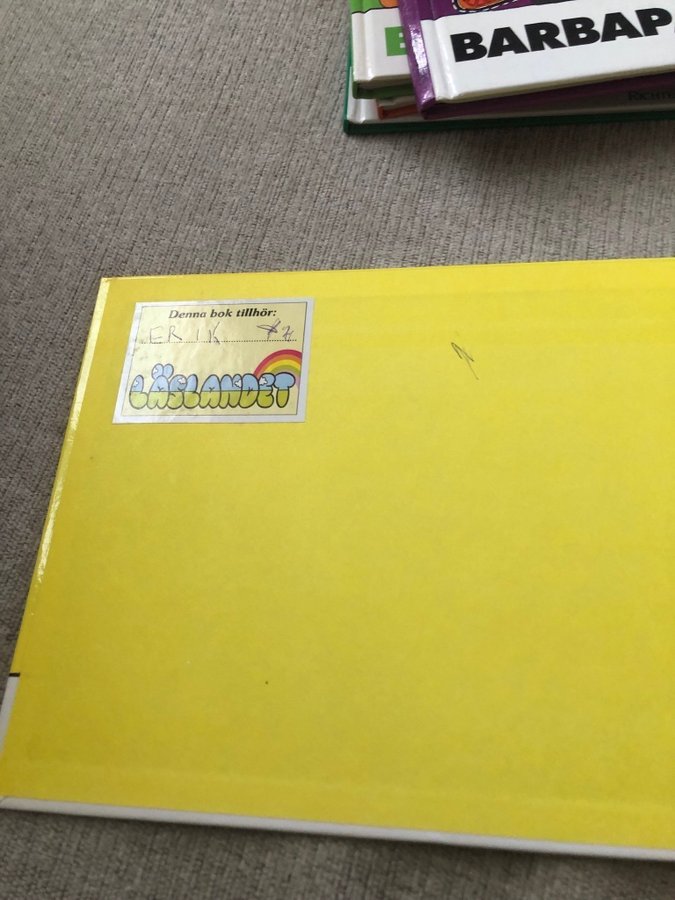 BARBAP
Denna bok tillhör:
ERIK
LÄSLANDET